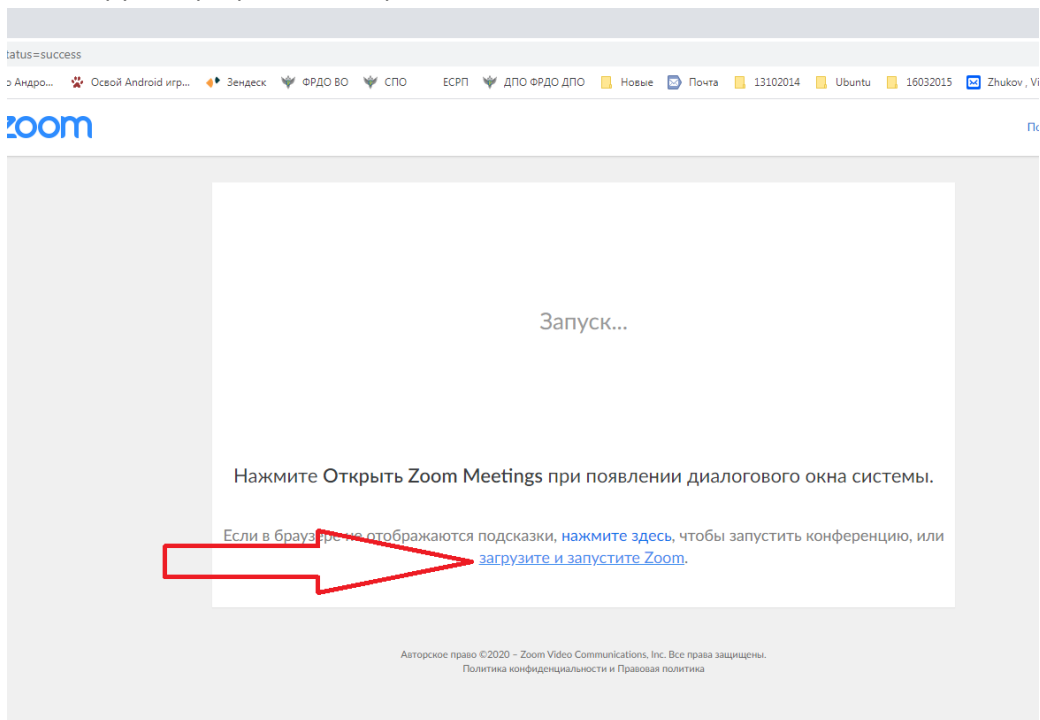 tatus=success
о Андро... Освой Android игр... Зендеск ФРДО ВО СПО ЕСРП ДПО ФРДО ДПО Новые Почта 13102014 Ubuntu 16032015 Zhukov , Vi
zoom
По
Запуск...
Нажмите Открыть Zoom Meetings при появлении диалогового окна системы.
Если в браузере не отображаются подсказки, нажмите здесь, чтобы запустить конференцию, или
загрузите и запустите Zoom.
Авторское право ©2020 – Zoom Video Communications, Inc. Все права защищены.
Политика конфиденциальности и Правовая политика